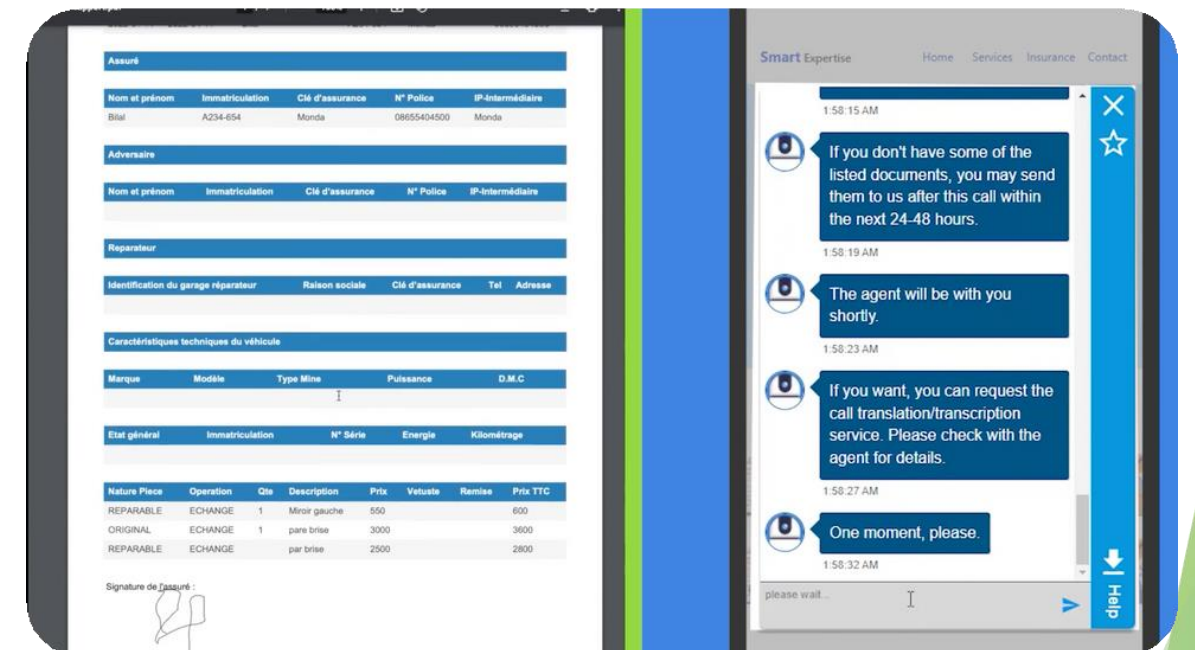 Assuré
Nom et prénom Immatriculation Clé d'assurance N° Police IP-Intermédiaire
Bilal A234-654 Monda 08655404500 Monda
Adversaire
Nom et prénom Immatriculation Clé d'assurance N° Police IP-Intermédiaire
Reparateur
Identification du garage réparateur Raison sociale Clé d'assurance Tel Adresse
Caractéristiques techniques du véhicule
Marque Modèle Type Mine Puissance D.M.C
Etat général Immatriculation N° Série Energie Kilométrage
Nature Piece Operation Qte Description Prix Vetuste Remise Prix TTC
REPARABLE ECHANGE 1 Miroir gauche 550 600
ORIGINAL ECHANGE 1 pare brise 3000 3600
REPARABLE ECHANGE par brise 2500 2800
Signature de l'assuré :
Smart Expertise Home Services Insurance Contact
1:58:15 AM
If you don't have some of the
listed documents, you may send
them to us after this call within
the next 24-48 hours.
1:58:19 AM
The agent will be with you
shortly.
1:58:23 AM
If you want, you can request the
call translation/transcription
service. Please check with the
agent for details.
1:58:27 AM
One moment, please.
1:58:32 AM
please wait...
Help